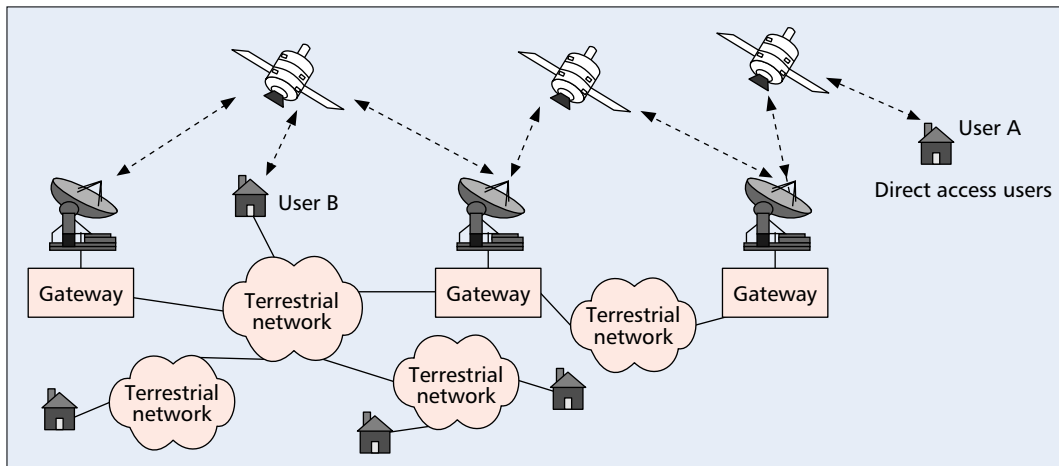 User A
Direct access users
User B
Gateway
Terrestrial
network
Gateway
Terrestrial
network
Gateway
Terrestrial
network
Terrestrial
network